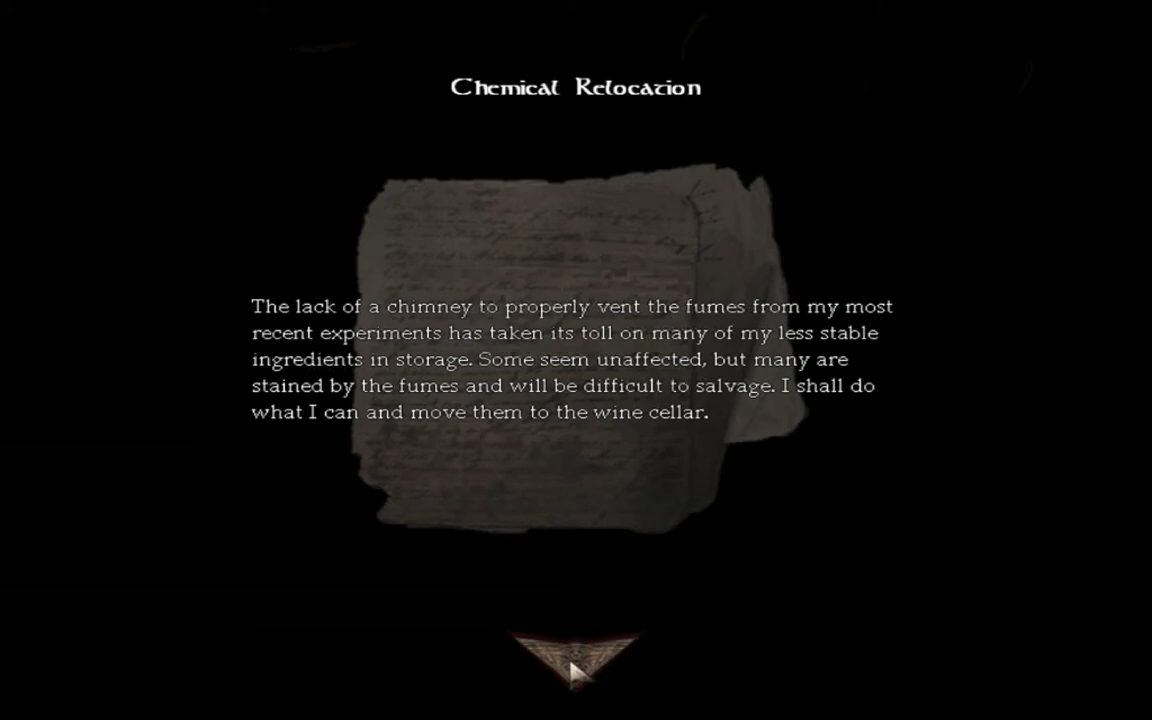 Chemical Relocation
The lack of a chimney to properly vent the fumes from my most
recent experiments has taken its toll on many of my less stable
ingredients in storage. Some seem unaffected, but many are
stained by the fumes and will be difficult to salvage. I shall do
what I can and move them to the wine cellar.